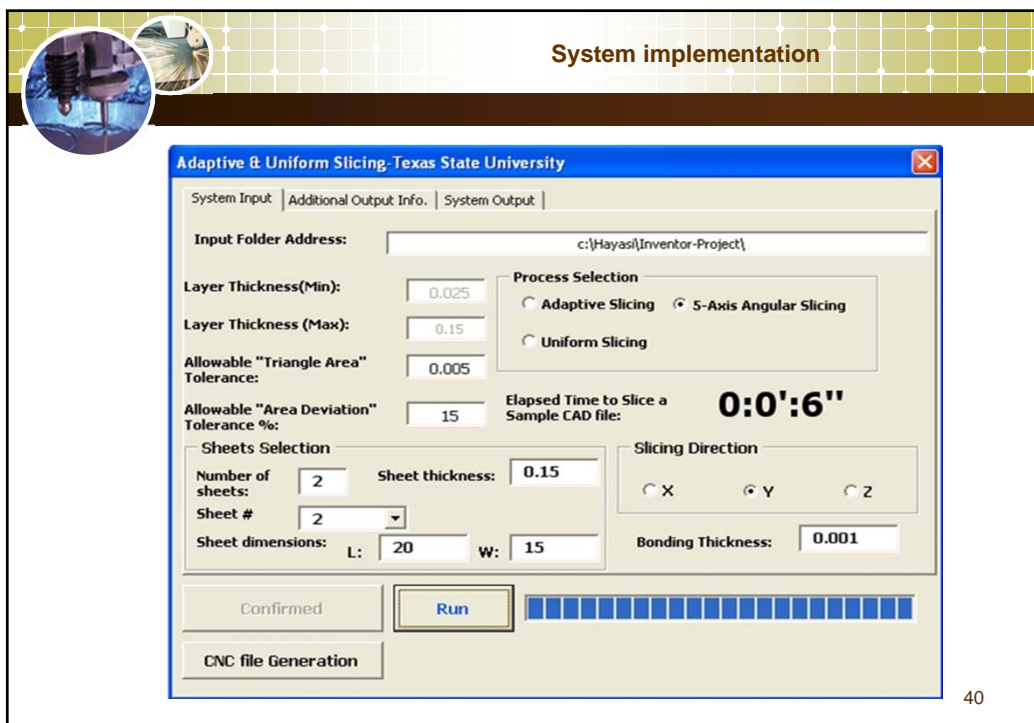 System implementation
Adaptive & Uniform Slicing-Texas State University
System Input Additional Output Info. System Output
Input Folder Address: c:\Hayasi\Inventor-Project\
Layer Thickness(Min): 0.025
Process Selection
Adaptive Slicing 5-Axis Angular Slicing
Layer Thickness (Max): 0.15
Uniform Slicing
Allowable "Triangle Area"
Tolerance: 0.005
Allowable "Area Deviation"
Tolerance %: 15
Elapsed Time to Slice a
Sample CAD file: 0:0':6''
Sheets Selection
Number of
sheets: 2 Sheet thickness: 0.15
Sheet # 2
Sheet dimensions: L: 20 W: 15
Slicing Direction
X Y Z
Bonding Thickness: 0.001
Confirmed Run
CNC file Generation
40